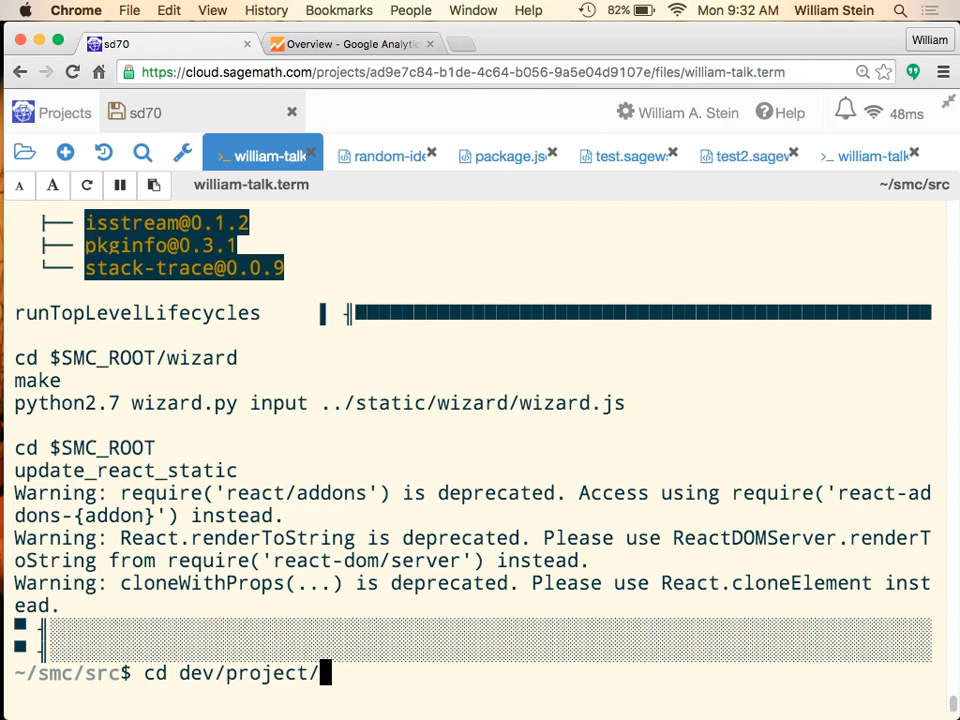 Chrome File Edit View History Bookmarks People Window Help 82% Mon 9:32 AM William Stein
sd70 Overview - Google Analytic William
https://cloud.sagemath.com/projects/ad9e7c84-b1de-4c64-b056-9a5e04d9107e/files/william-talk.term
Projects sd70 William A. Stein Help 48ms
>_ william-talk random-ide package.js test.sagew test2.sagew >_ william-talk
A A william-talk.term ~/smc/src
├── isstream@0.1.2
├── pkginfo@0.3.1
└── stack-trace@0.0.9
runTopLevelLifecycles
cd $SMC_ROOT/wizard
make
python2.7 wizard.py input ../static/wizard/wizard.js
cd $SMC_ROOT
update_react_static
Warning: require('react/addons') is deprecated. Access using require('react-ad
dons-{addon}') instead.
Warning: React.renderToString is deprecated. Please use ReactDOMServer.renderT
oString from require('react-dom/server') instead.
Warning: cloneWithProps(...) is deprecated. Please use React.cloneElement inst
ead.
~/smc/src$ cd dev/project/